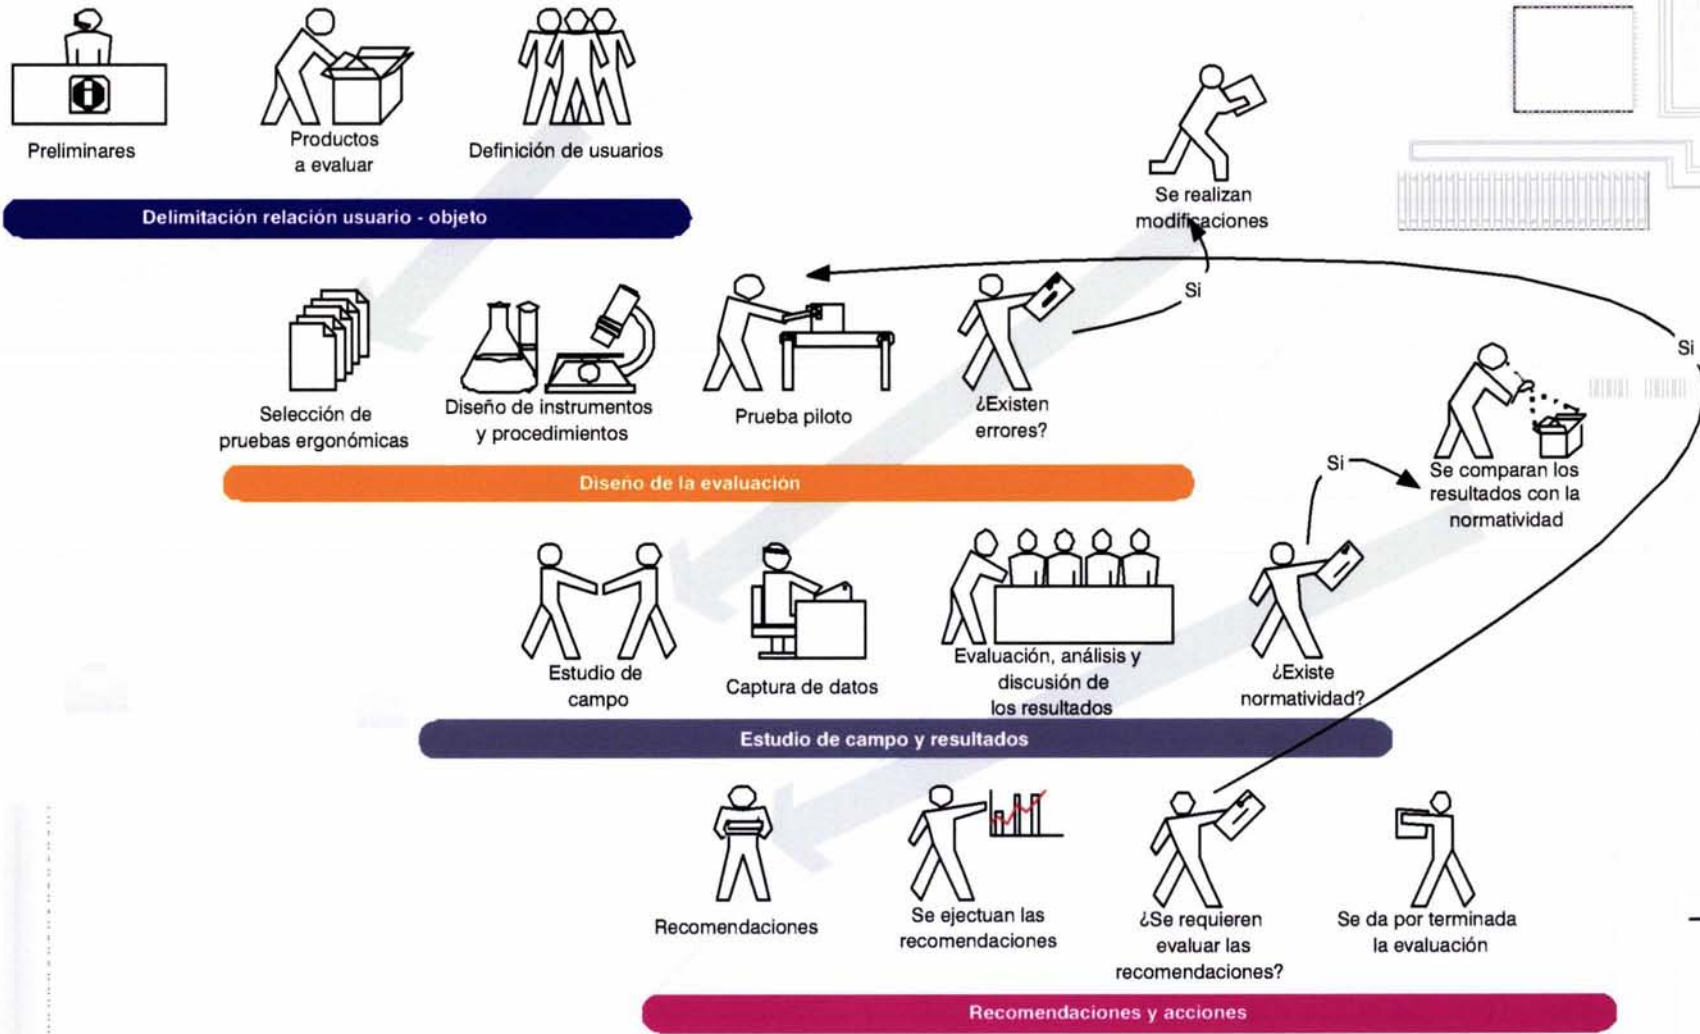 Preliminares
Productos
a evaluar
Definición de usuarios
Delimitación relación usuario - objeto
Se realizan
modificaciones
Si
Selección de
pruebas ergonómicas
Diseño de instrumentos
y procedimientos
Prueba piloto
¿Existen
errores?
Si
Diseño de la evaluación
Si
Se comparan los
resultados con la
normatividad
Estudio de
campo
Captura de datos
Evaluación, análisis y
discusión de
los resultados
¿Existe
normatividad?
Estudio de campo y resultados
Recomendaciones
Se ejectuan las
recomendaciones
¿Se requieren
evaluar las
recomendaciones?
Se da por terminada
la evaluación
Recomendaciones y acciones